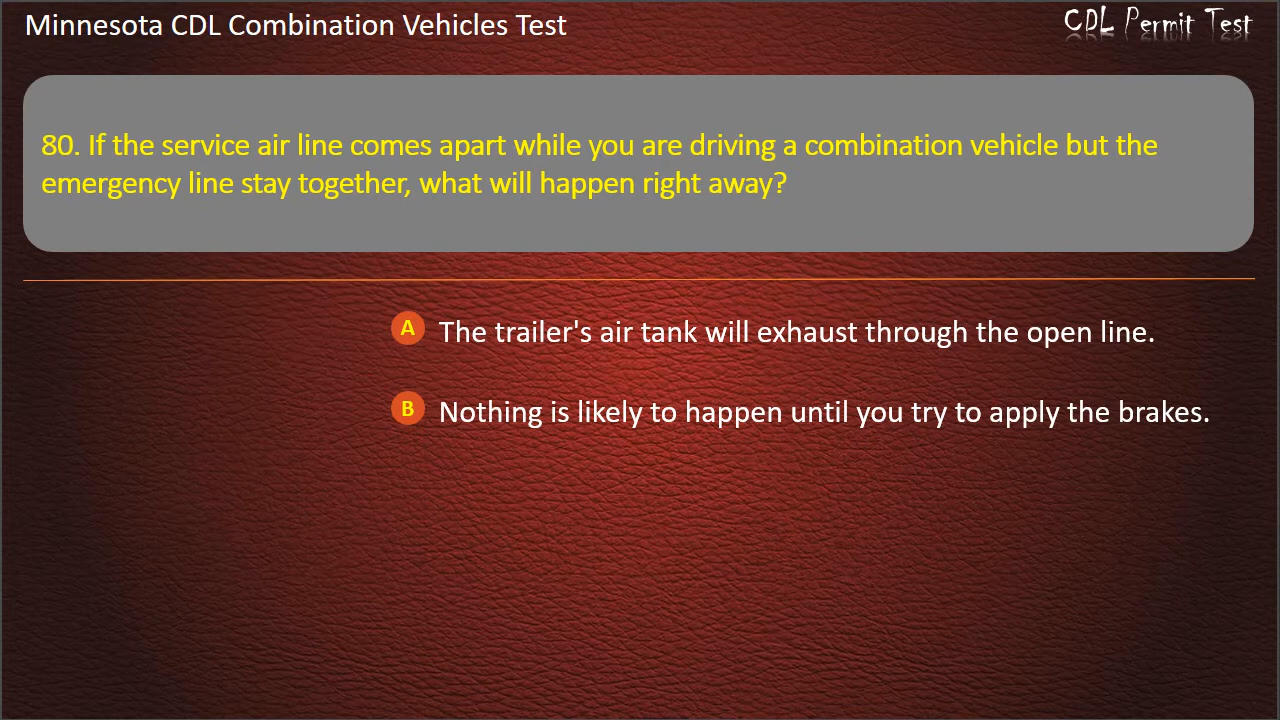 Minnesota CDL Combination Vehicles Test
CDL Permit Test
80. If the service air line comes apart while you are driving a combination vehicle but the
emergency line stay together, what will happen right away?
A The trailer's air tank will exhaust through the open line.
B Nothing is likely to happen until you try to apply the brakes.